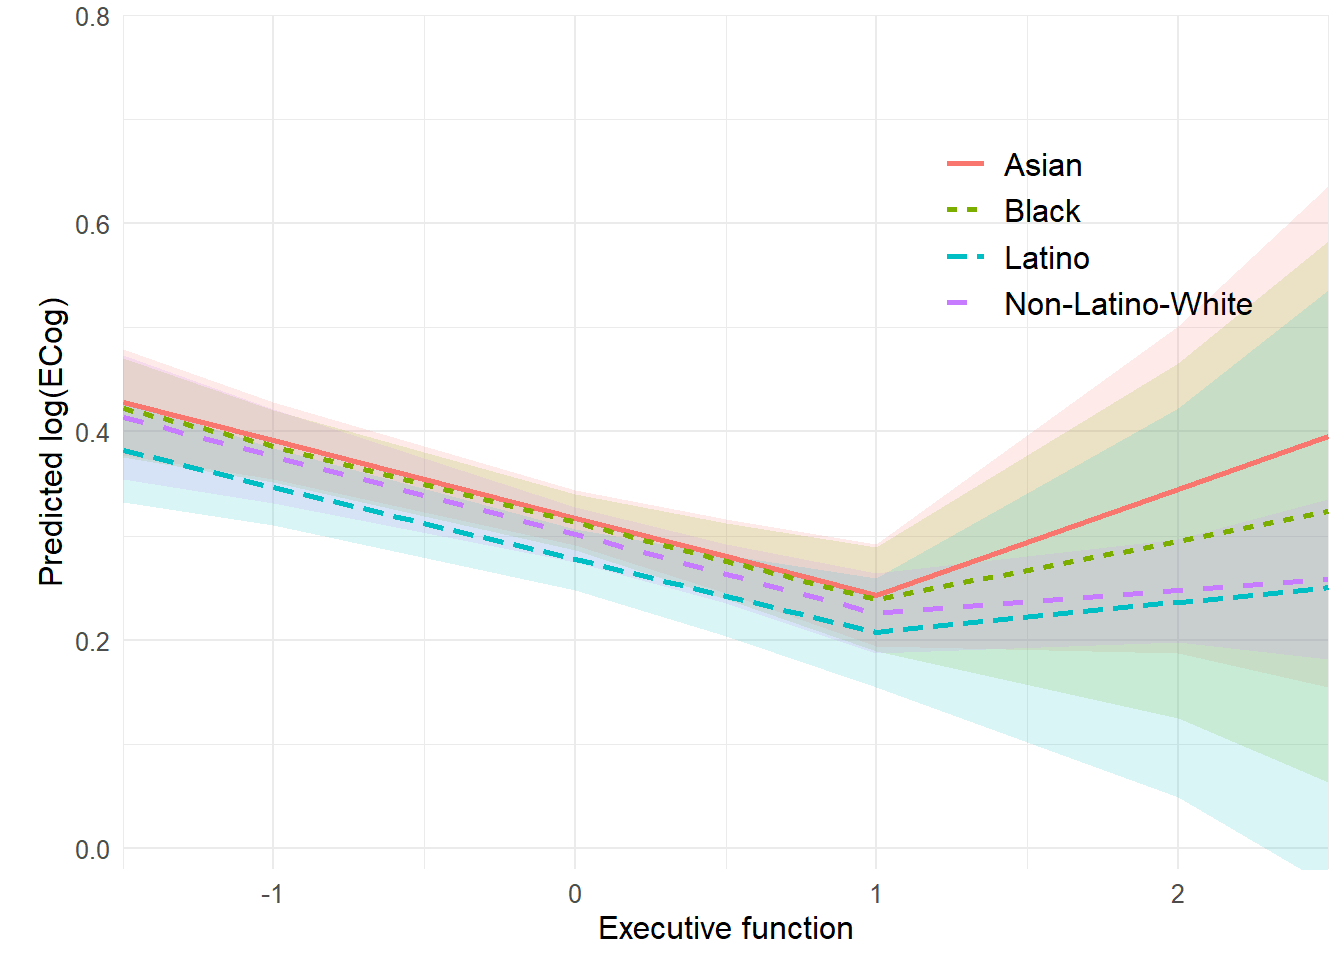 0.8
0.6
0.4
0.2
0.0
Predicted log(ECog)
Asian
Black
Latino
Non-Latino-White
-1
0
1
2
Executive function